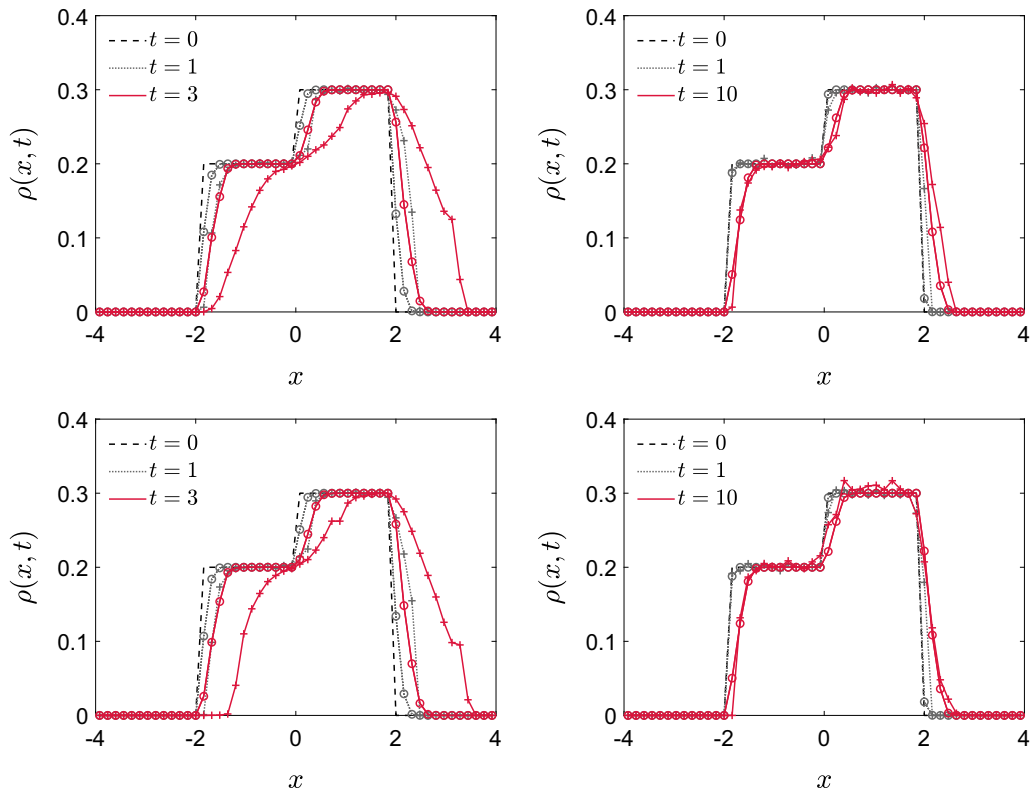 0.4
0.3
0.2
0.1
0
ρ(x, t)
t = 0
t = 1
t = 3
-4
-2
0
2
4
x
0.4
0.3
0.2
0.1
0
ρ(x, t)
t = 0
t = 1
t = 10
-4
-2
0
2
4
x
0.4
0.3
0.2
0.1
0
ρ(x, t)
t = 0
t = 1
t = 3
-4
-2
0
2
4
x
0.4
0.3
0.2
0.1
0
ρ(x, t)
t = 0
t = 1
t = 10
-4
-2
0
2
4
x